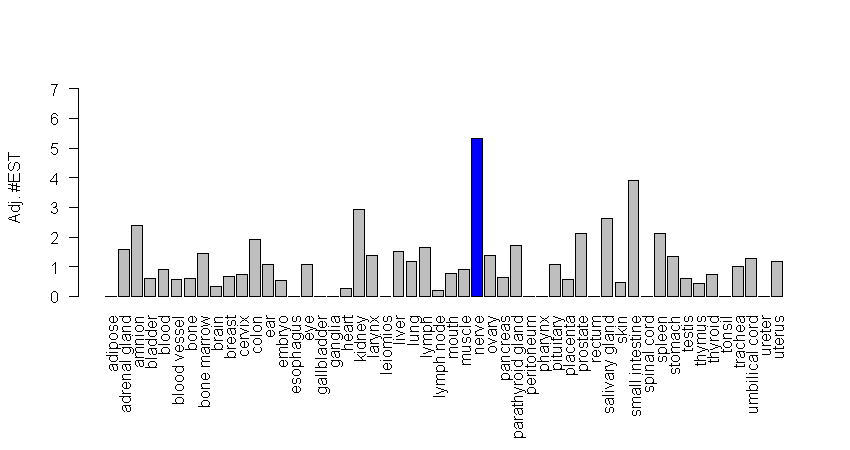 7
6
5
4
3
2
1
0
Adj. #EST
adipose
adrenal gland
amnion
bladder
blood
blood vessel
bone
bone marrow
brain
breast
cervix
colon
ear
embryo
esophagus
eye
gallbladder
ganglia
heart
kidney
larynx
leiomios
liver
lung
lymph
lymph node
mouth
muscle
nerve
ovary
pancreas
parathyroid gland
peritoneum
pharynx
pituitary
placenta
prostate
rectum
salivary gland
skin
small intestine
spinal cord
spleen
stomach
testis
thymus
thyroid
tonsil
trachea
umbilical cord
ureter
uterus